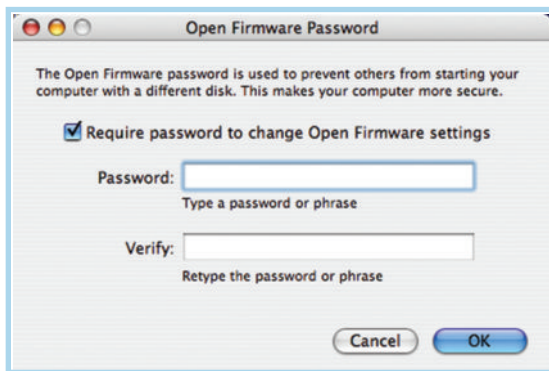 Open Firmware Password
The Open Firmware password is used to prevent others from starting your
computer with a different disk. This makes your computer more secure.
Require password to change Open Firmware settings
Password:
Type a password or phrase
Verify:
Retype the password or phrase
Cancel OK